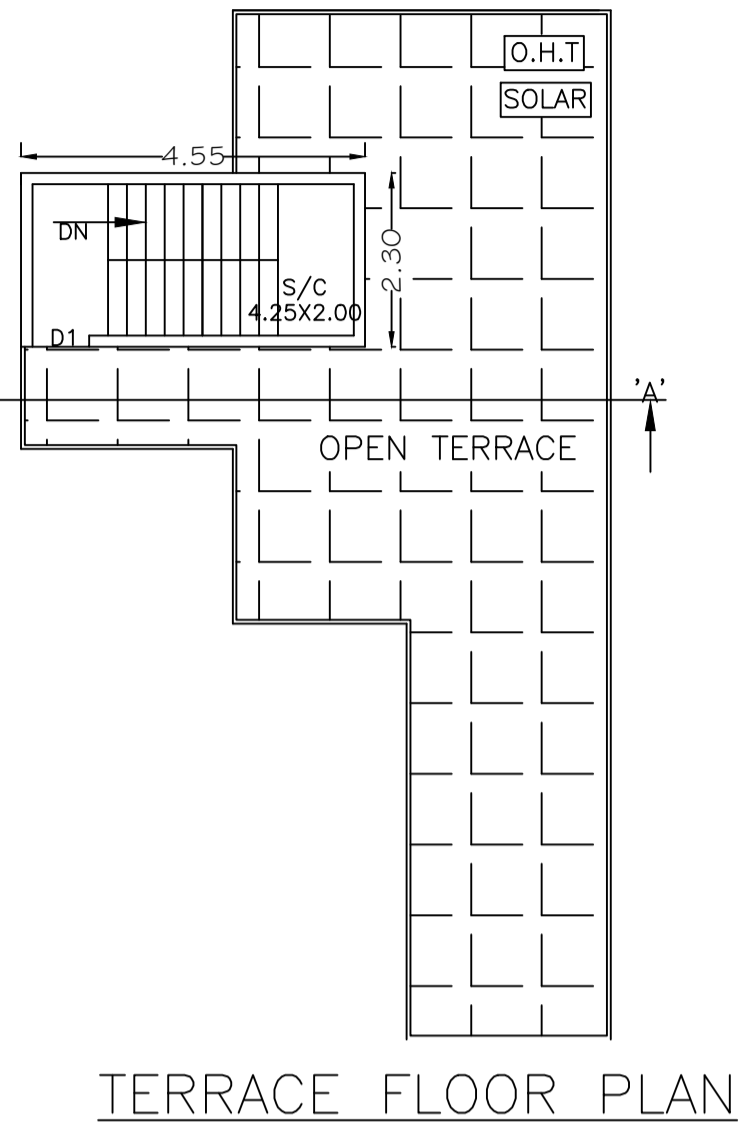 O.H.T
SOLAR
4.55
DN
2.30
S/C
4.25X2.00
D1
'A'
OPEN TERRACE
TERRACE FLOOR PLAN